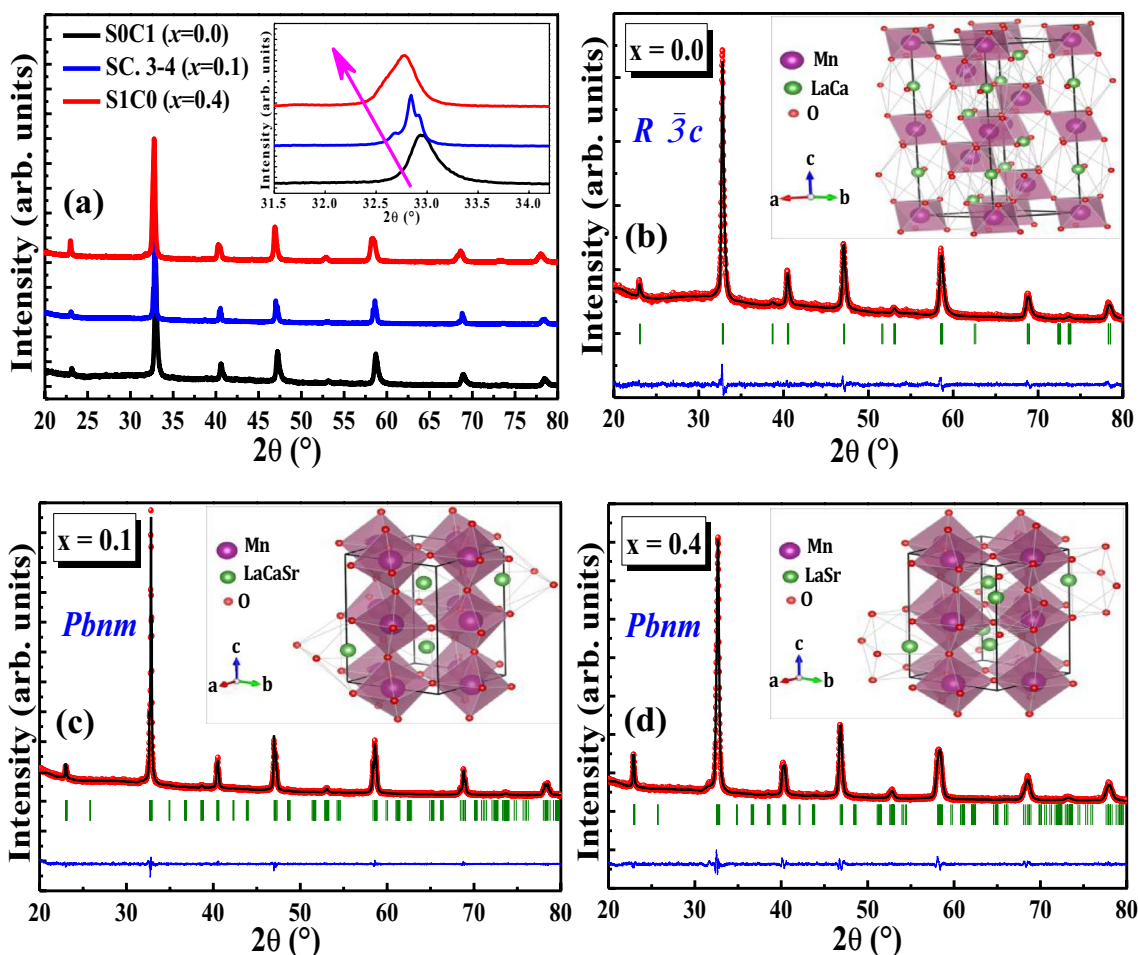 S0C1 (x=0.0)
SC. 3-4 (x=0.1)
S1C0 (x=0.4)
(a)
Intensity (arb. units)
20 25 30 35 40 45 50 55 60 65 70 75 80
2θ (°)
Intensity (arb. units)
31.5 32.0 32.5 33.0 33.5 34.0
2θ (°)
x = 0.0
R 3̄c
(b)
Mn
LaCa
O
c
a
b
Intensity (arb. units)
20 30 40 50 60 70 80
2θ (°)
x = 0.1
Pbnm
(c)
Mn
LaCaSr
O
c
a
b
Intensity (arb. units)
20 30 40 50 60 70 80
2θ (°)
x = 0.4
Pbnm
(d)
Mn
LaSr
O
c
a
b
Intensity (arb. units)
20 30 40 50 60 70 80
2θ (°)